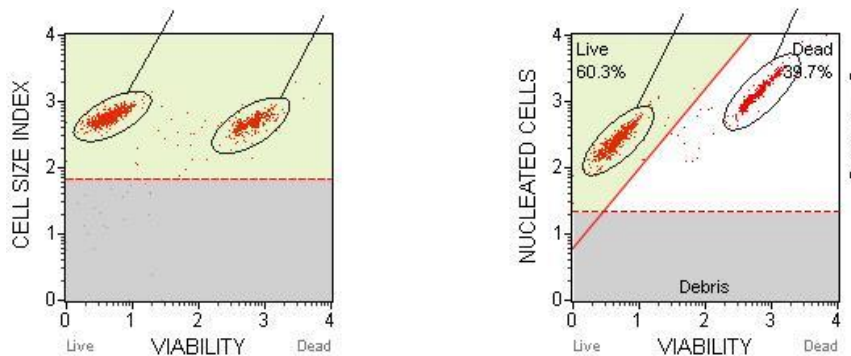 CELL SIZE INDEX
4
3
2
1
0
0 1 2 3 4
Live VIABILITY Dead
NUCLEATED CELLS
4
3
2
1
0
Live
60.3%
Dead
39.7%
Debris
0 1 2 3 4
Live VIABILITY Dead